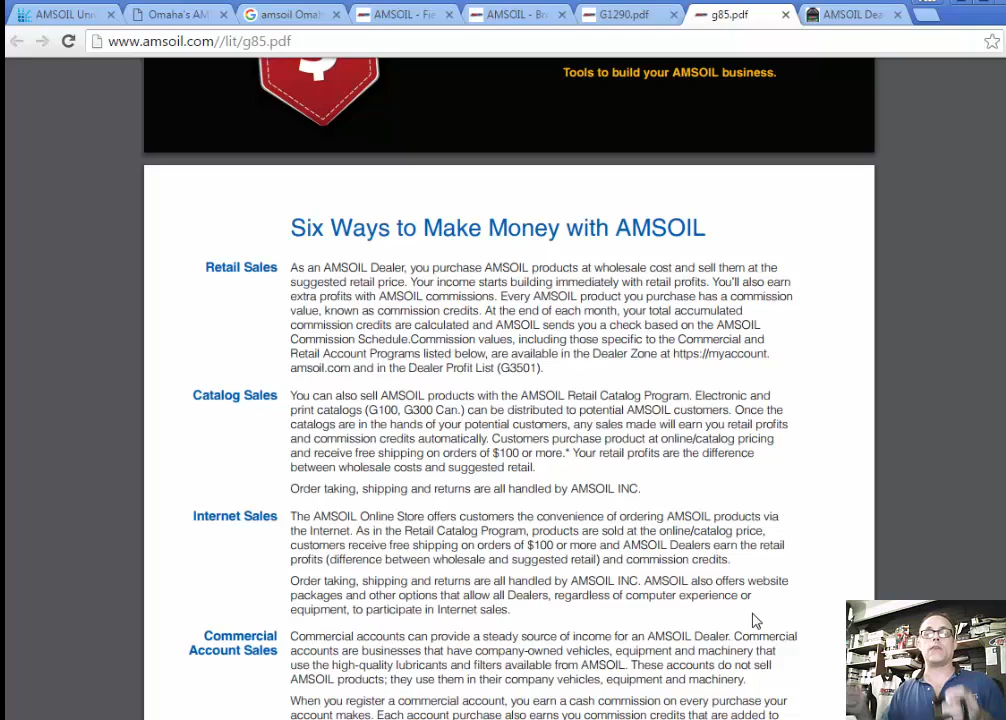 AMSOIL Uni
Omaha's AM
amsoil Omah
AMSOIL - Fie
AMSOIL - Br
G1290.pdf
g85.pdf
AMSOIL Dea
www.amsoil.com//lit/g85.pdf
Tools to build your AMSOIL business.
Six Ways to Make Money with AMSOIL
Retail Sales
As an AMSOIL Dealer, you purchase AMSOIL products at wholesale cost and sell them at the
suggested retail price. Your income starts building immediately with retail profits. You'll also earn
extra profits with AMSOIL commissions. Every AMSOIL product you purchase has a commission
value, known as commission credits. At the end of each month, your total accumulated
commission credits are calculated and AMSOIL sends you a check based on the AMSOIL
Commission Schedule.Commission values, including those specific to the Commercial and
Retail Account Programs listed below, are available in the Dealer Zone at https://myaccount.
amsoil.com and in the Dealer Profit List (G3501).
Catalog Sales
You can also sell AMSOIL products with the AMSOIL Retail Catalog Program. Electronic and
print catalogs (G100, G300 Can.) can be distributed to potential AMSOIL customers. Once the
catalogs are in the hands of your potential customers, any sales made will earn you retail profits
and commission credits automatically. Customers purchase product at online/catalog pricing
and receive free shipping on orders of $100 or more.* Your retail profits are the difference
between wholesale costs and suggested retail.
Order taking, shipping and returns are all handled by AMSOIL INC.
Internet Sales
The AMSOIL Online Store offers customers the convenience of ordering AMSOIL products via
the Internet. As in the Retail Catalog Program, products are sold at the online/catalog price,
customers receive free shipping on orders of $100 or more and AMSOIL Dealers earn the retail
profits (difference between wholesale and suggested retail) and commission credits.
Order taking, shipping and returns are all handled by AMSOIL INC. AMSOIL also offers website
packages and other options that allow all Dealers, regardless of computer experience or
equipment, to participate in Internet sales.
Commercial
Account Sales
Commercial accounts can provide a steady source of income for an AMSOIL Dealer. Commercial
accounts are businesses that have company-owned vehicles, equipment and machinery that
use the high-quality lubricants and filters available from AMSOIL. These accounts do not sell
AMSOIL products; they use them in their company vehicles, equipment and machinery.
When you register a commercial account, you earn a cash commission on every purchase your
account makes. Each account purchase also earns you commission credits that are added to